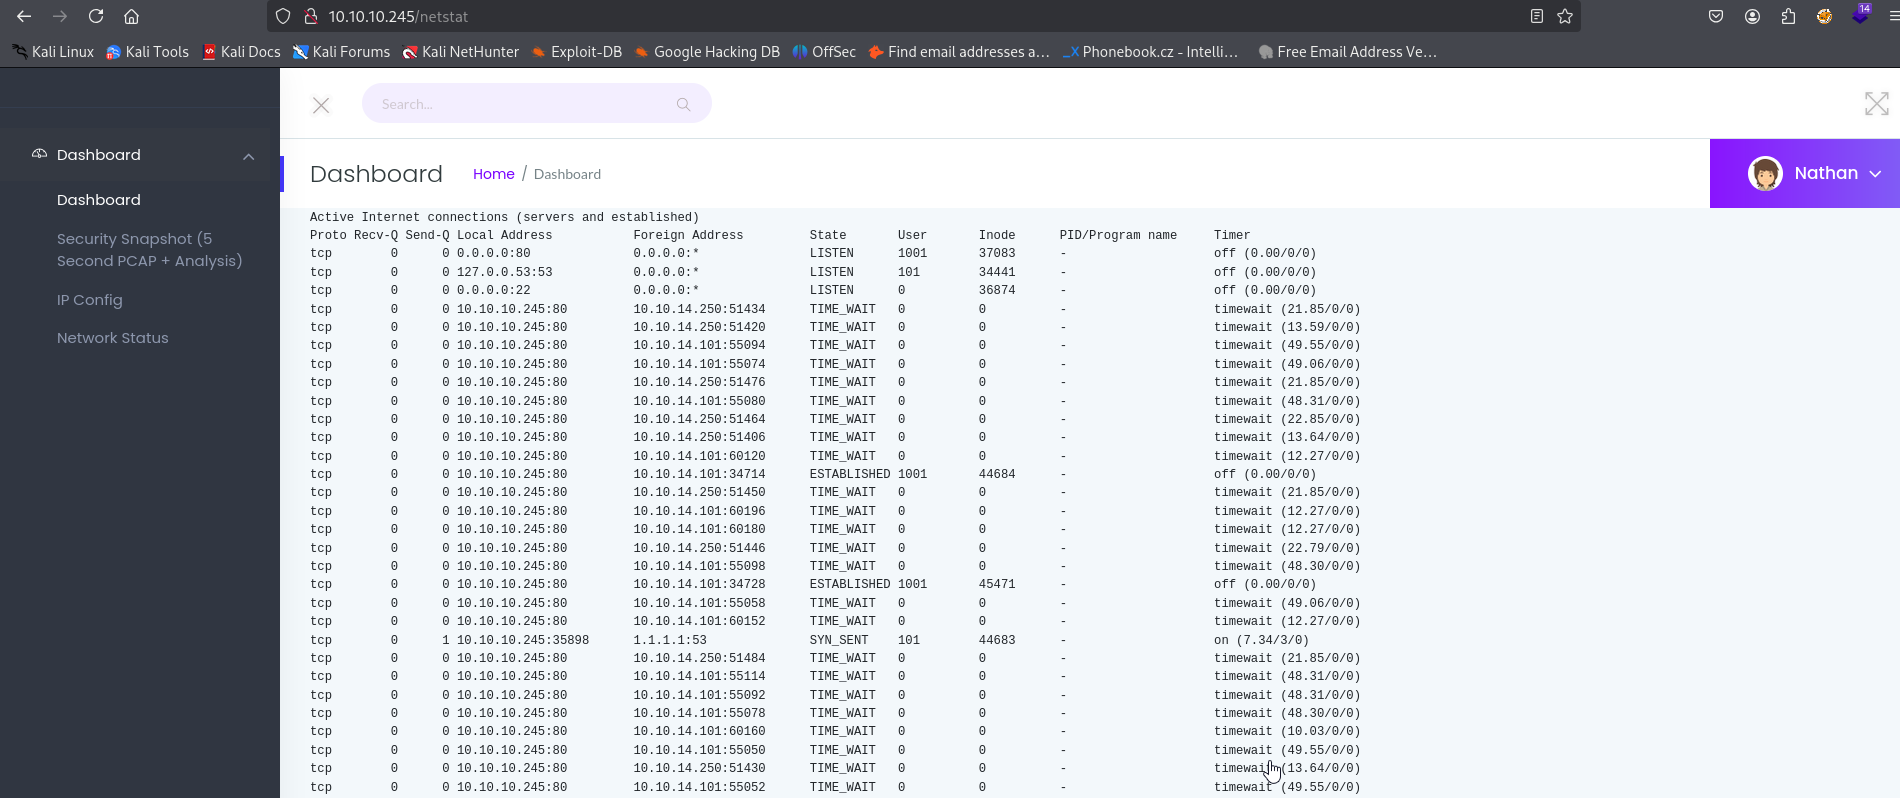 10.10.10.245/netstat
14
Kali Linux Kali Tools Kali Docs Kali Forums Kali NetHunter Exploit-DB Google Hacking DB OffSec Find email addresses a... Phonebook.cz - Intelli... Free Email Address Ve...
Search...
Dashboard
Dashboard
Security Snapshot (5
Second PCAP + Analysis)
IP Config
Network Status
Dashboard Home / Dashboard
Nathan
Active Internet connections (servers and established)
Proto Recv-Q Send-Q Local Address Foreign Address State User Inode PID/Program name Timer
tcp 0 0 0.0.0.0:80 0.0.0.0:* LISTEN 1001 37083 - off (0.00/0/0)
tcp 0 0 127.0.0.53:53 0.0.0.0:* LISTEN 101 34441 - off (0.00/0/0)
tcp 0 0 0.0.0.0:22 0.0.0.0:* LISTEN 0 36874 - off (0.00/0/0)
tcp 0 0 10.10.10.245:80 10.10.14.250:51434 TIME_WAIT 0 0 - timewait (21.85/0/0)
tcp 0 0 10.10.10.245:80 10.10.14.250:51420 TIME_WAIT 0 0 - timewait (13.59/0/0)
tcp 0 0 10.10.10.245:80 10.10.14.101:55094 TIME_WAIT 0 0 - timewait (49.55/0/0)
tcp 0 0 10.10.10.245:80 10.10.14.101:55074 TIME_WAIT 0 0 - timewait (49.06/0/0)
tcp 0 0 10.10.10.245:80 10.10.14.250:51476 TIME_WAIT 0 0 - timewait (21.85/0/0)
tcp 0 0 10.10.10.245:80 10.10.14.101:55080 TIME_WAIT 0 0 - timewait (48.31/0/0)
tcp 0 0 10.10.10.245:80 10.10.14.250:51464 TIME_WAIT 0 0 - timewait (22.85/0/0)
tcp 0 0 10.10.10.245:80 10.10.14.250:51406 TIME_WAIT 0 0 - timewait (13.64/0/0)
tcp 0 0 10.10.10.245:80 10.10.14.101:60120 TIME_WAIT 0 0 - timewait (12.27/0/0)
tcp 0 0 10.10.10.245:80 10.10.14.101:34714 ESTABLISHED 1001 44684 - off (0.00/0/0)
tcp 0 0 10.10.10.245:80 10.10.14.250:51450 TIME_WAIT 0 0 - timewait (21.85/0/0)
tcp 0 0 10.10.10.245:80 10.10.14.101:60196 TIME_WAIT 0 0 - timewait (12.27/0/0)
tcp 0 0 10.10.10.245:80 10.10.14.101:60180 TIME_WAIT 0 0 - timewait (12.27/0/0)
tcp 0 0 10.10.10.245:80 10.10.14.250:51446 TIME_WAIT 0 0 - timewait (22.79/0/0)
tcp 0 0 10.10.10.245:80 10.10.14.101:55098 TIME_WAIT 0 0 - timewait (48.30/0/0)
tcp 0 0 10.10.10.245:80 10.10.14.101:34728 ESTABLISHED 1001 45471 - off (0.00/0/0)
tcp 0 0 10.10.10.245:80 10.10.14.101:55058 TIME_WAIT 0 0 - timewait (49.06/0/0)
tcp 0 0 10.10.10.245:80 10.10.14.101:60152 TIME_WAIT 0 0 - timewait (12.27/0/0)
tcp 0 1 10.10.10.245:35898 1.1.1.1:53 SYN_SENT 101 44683 - on (7.34/3/0)
tcp 0 0 10.10.10.245:80 10.10.14.250:51484 TIME_WAIT 0 0 - timewait (21.85/0/0)
tcp 0 0 10.10.10.245:80 10.10.14.101:55114 TIME_WAIT 0 0 - timewait (48.31/0/0)
tcp 0 0 10.10.10.245:80 10.10.14.101:55092 TIME_WAIT 0 0 - timewait (48.31/0/0)
tcp 0 0 10.10.10.245:80 10.10.14.101:55078 TIME_WAIT 0 0 - timewait (48.30/0/0)
tcp 0 0 10.10.10.245:80 10.10.14.101:60160 TIME_WAIT 0 0 - timewait (10.03/0/0)
tcp 0 0 10.10.10.245:80 10.10.14.101:55050 TIME_WAIT 0 0 - timewait (49.55/0/0)
tcp 0 0 10.10.10.245:80 10.10.14.250:51430 TIME_WAIT 0 0 - timewait (13.64/0/0)
tcp 0 0 10.10.10.245:80 10.10.14.101:55052 TIME_WAIT 0 0 - timewait (49.55/0/0)